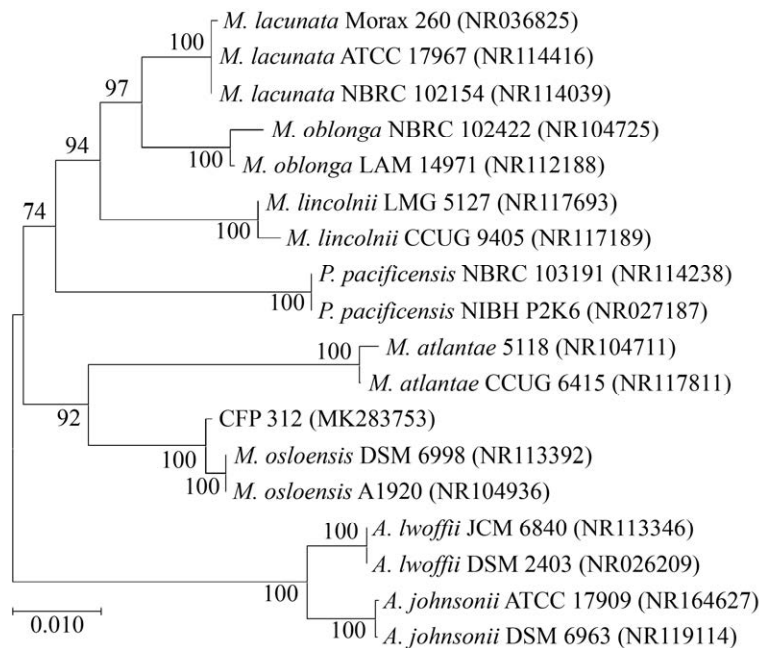 M. lacunata Morax 260 (NR036825)
100
M. lacunata ATCC 17967 (NR114416)
97
M. lacunata NBRC 102154 (NR114039)
M. oblonga NBRC 102422 (NR104725)
94
100
M. oblonga LAM 14971 (NR112188)
M. lincolnii LMG 5127 (NR117693)
74
100
M. lincolnii CCUG 9405 (NR117189)
P. pacificensis NBRC 103191 (NR114238)
100
P. pacificensis NIBH P2K6 (NR027187)
100
M. atlantae 5118 (NR104711)
M. atlantae CCUG 6415 (NR117811)
92
CFP 312 (MK283753)
100
M. osloensis DSM 6998 (NR113392)
100
M. osloensis A1920 (NR104936)
100
A. lwoffii JCM 6840 (NR113346)
A. lwoffii DSM 2403 (NR026209)
100
A. johnsonii ATCC 17909 (NR164627)
0.010
100
A. johnsonii DSM 6963 (NR119114)